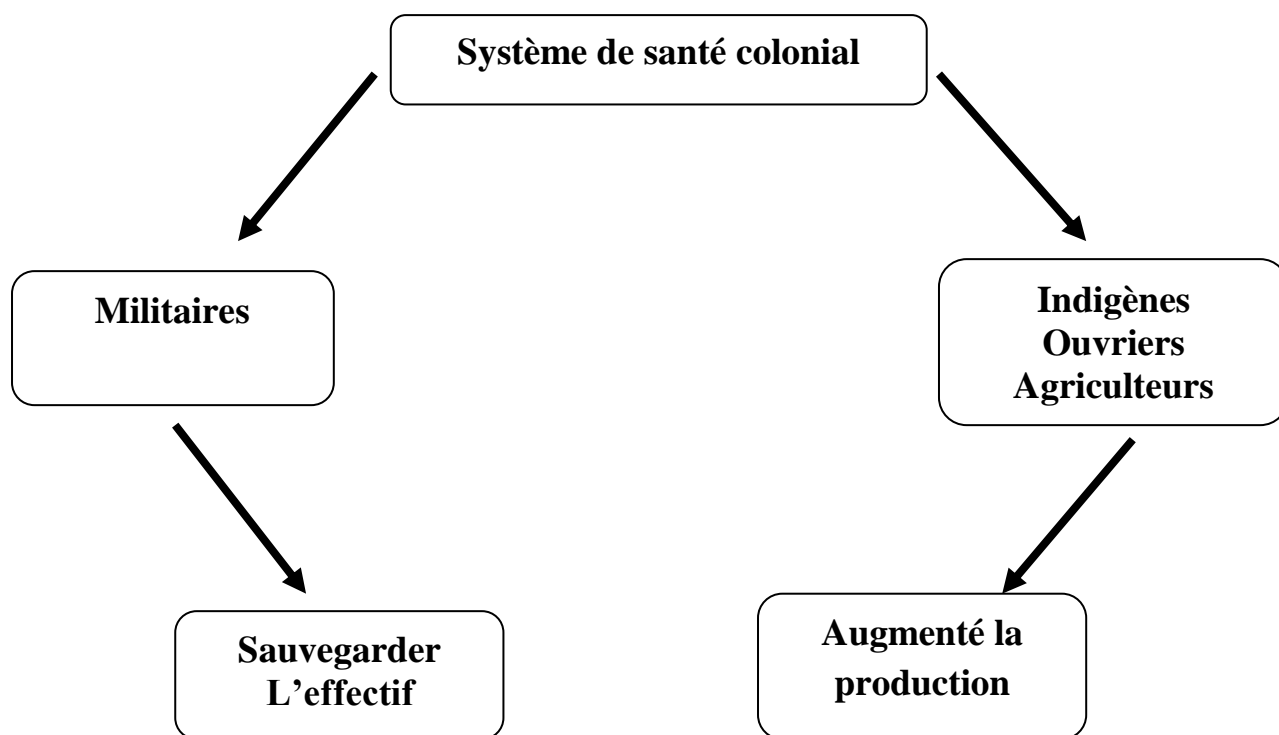 Système de santé colonial
Militaires
Indigènes
Ouvriers
Agriculteurs
Sauvegarder
L’effectif
Augmenté la
production